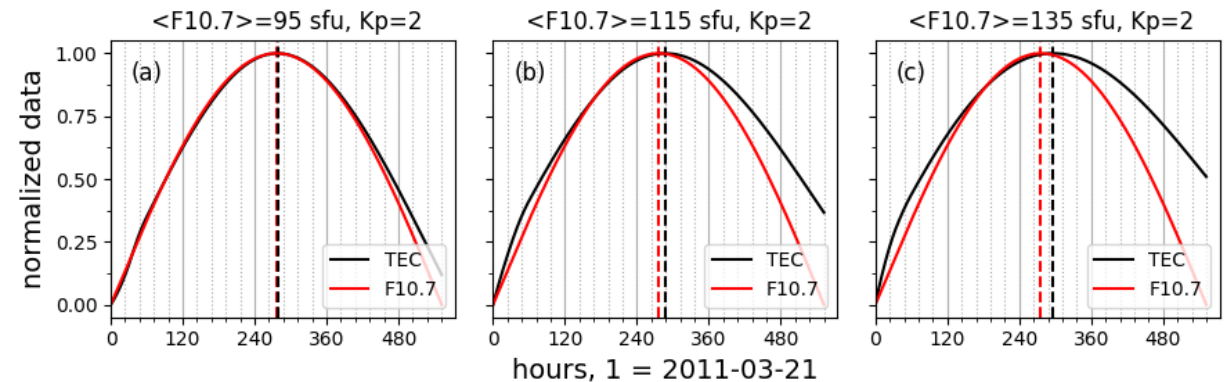 <F10.7>=95 sfu, Kp=2
<F10.7>=115 sfu, Kp=2
<F10.7>=135 sfu, Kp=2
normalized data
1.00
0.75
0.50
0.25
0.00
(a)
TEC
F10.7
0 120 240 360 480
(b)
TEC
F10.7
0 120 240 360 480
(c)
TEC
F10.7
0 120 240 360 480
hours, 1 = 2011-03-21